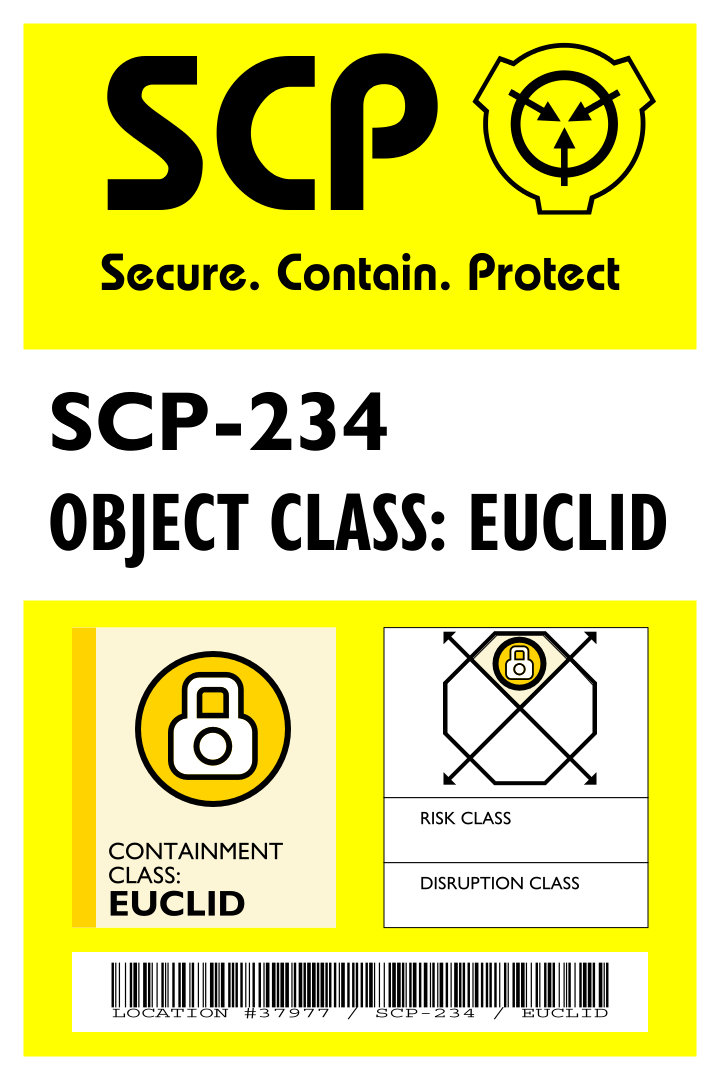 SCP
Secure. Contain. Protect
SCP-234
OBJECT CLASS: EUCLID
CONTAINMENT
CLASS:
EUCLID
RISK CLASS
DISRUPTION CLASS
LOCATION #37977 / SCP-234 / EUCLID